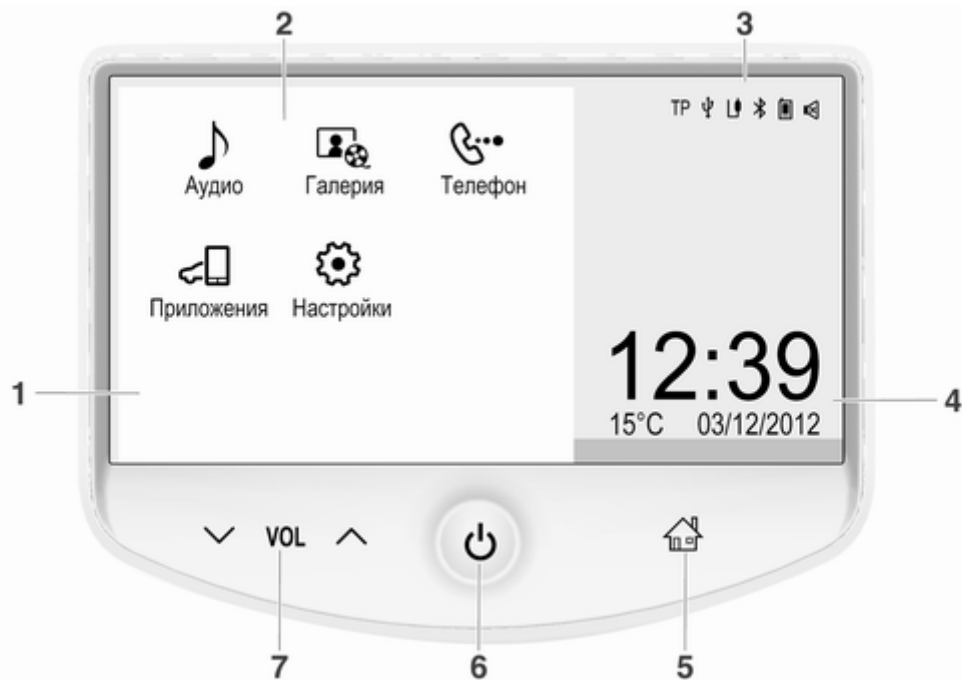 2
3
TP
Аудио
Галерия
Телефон
Приложения
Настройки
12:39
1
4
15°C 03/12/2012
VOL
7
6
5